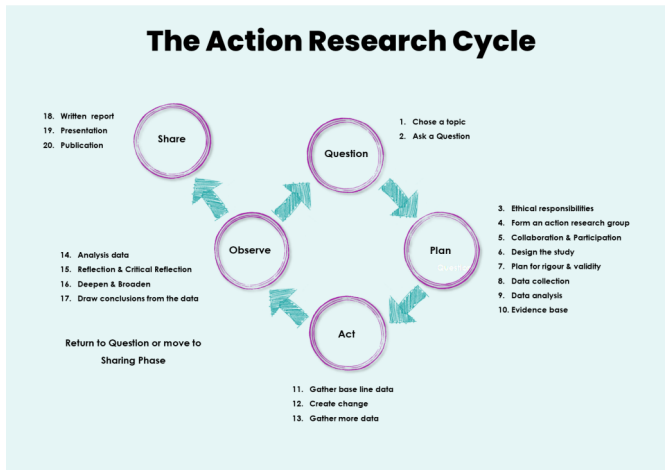 The Action Research Cycle
18. Written report
19. Presentation
20. Publication
Share
Question
1. Chose a topic
2. Ask a Question
Observe
Plan
3. Ethical responsibilities
4. Form an action research group
5. Collaboration & Participation
6. Design the study
7. Plan for rigour & validity
8. Data collection
9. Data analysis
10. Evidence base
14. Analysis data
15. Reflection & Critical Reflection
16. Deepen & Broaden
17. Draw conclusions from the data
Act
Return to Question or move to
Sharing Phase
11. Gather base line data
12. Create change
13. Gather more data